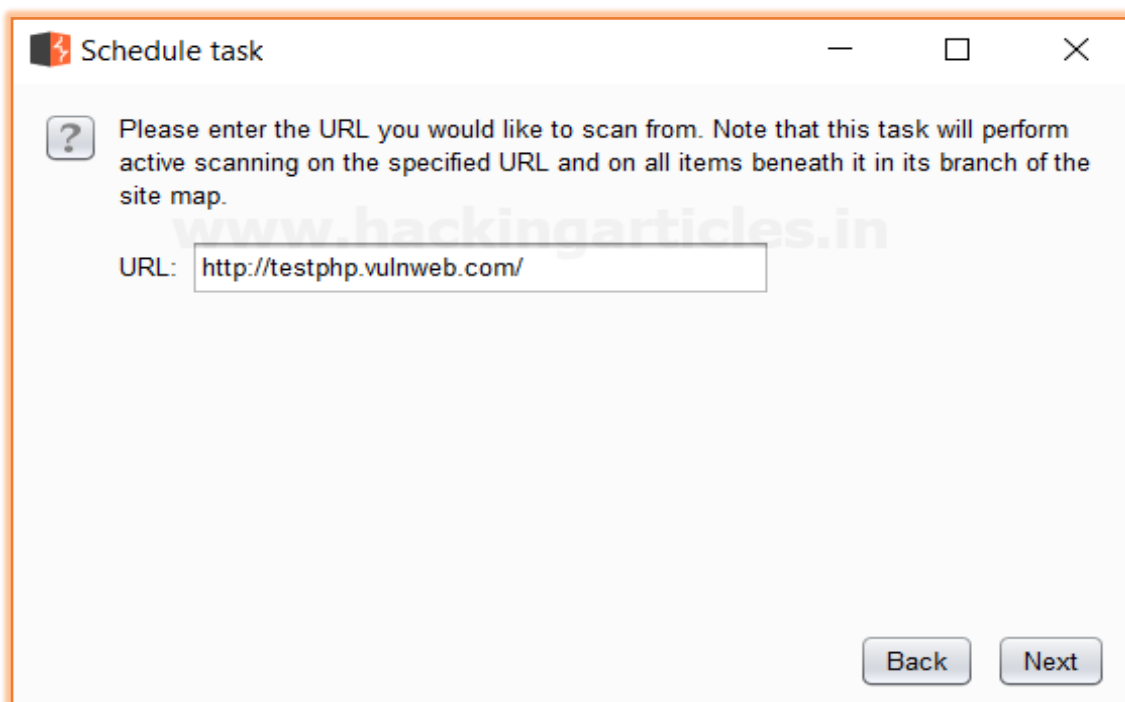 Schedule task
Please enter the URL you would like to scan from. Note that this task will perform
active scanning on the specified URL and on all items beneath it in its branch of the
site map.
www.hackingarticles.in
URL: http://testphp.vulnweb.com/
Back Next